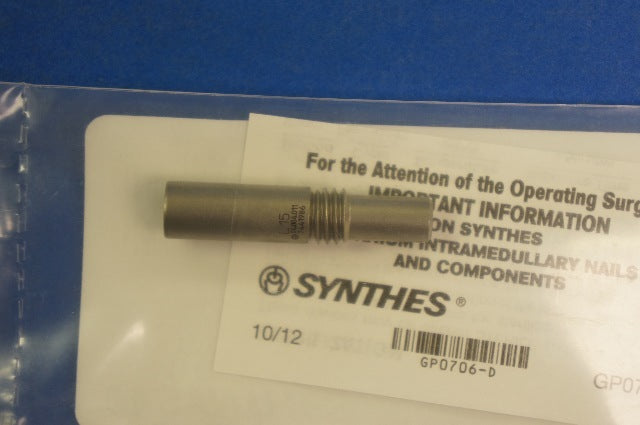 For the Attention of the Operating Surg
IMPORTANT INFORMATION
ON SYNTHES
INTRAMEDULLARY NAILS
AND COMPONENTS
SYNTHES ®
10/12
GP0706-D
GP07
15